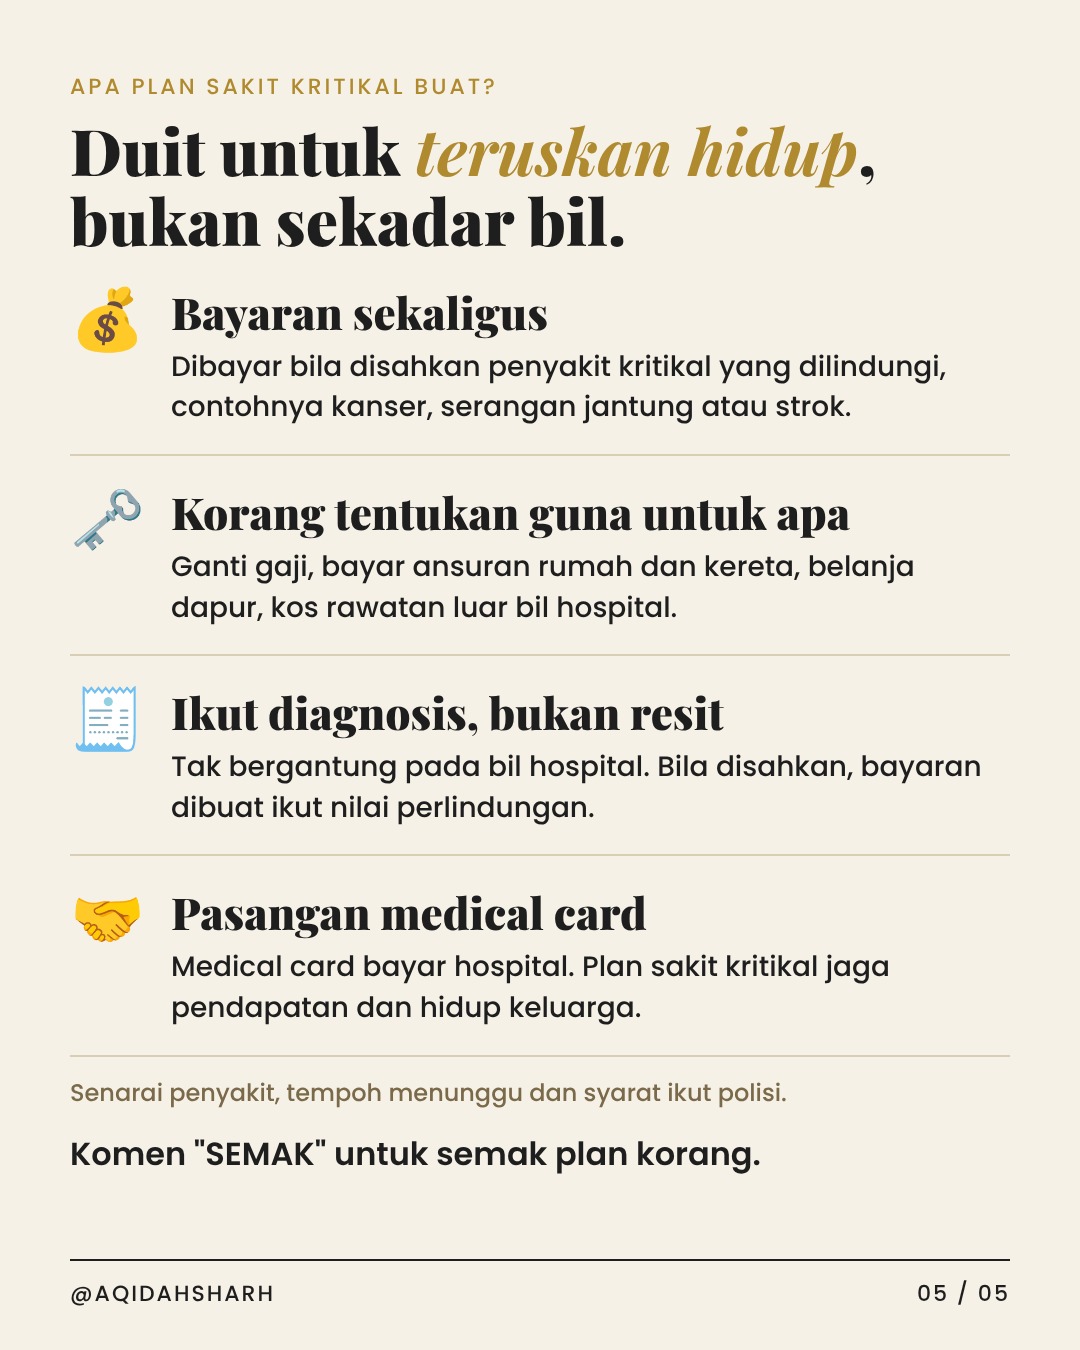 APA PLAN SAKIT KRITIKAL BUAT?
Duit untuk teruskan hidup,
bukan sekadar bil.
Bayaran sekaligus
Dibayar bila disahkan penyakit kritikal yang dilindungi,
contohnya kanser, serangan jantung atau strok.
Korang tentukan guna untuk apa
Ganti gaji, bayar ansuran rumah dan kereta, belanja
dapur, kos rawatan luar bil hospital.
Ikut diagnosis, bukan resit
Tak bergantung pada bil hospital. Bila disahkan, bayaran
dibuat ikut nilai perlindungan.
Pasangan medical card
Medical card bayar hospital. Plan sakit kritikal jaga
pendapatan dan hidup keluarga.
Senarai penyakit, tempoh menunggu dan syarat ikut polisi.
Komen "SEMAK" untuk semak plan korang.
@AQIDAHSHARH
05 / 05